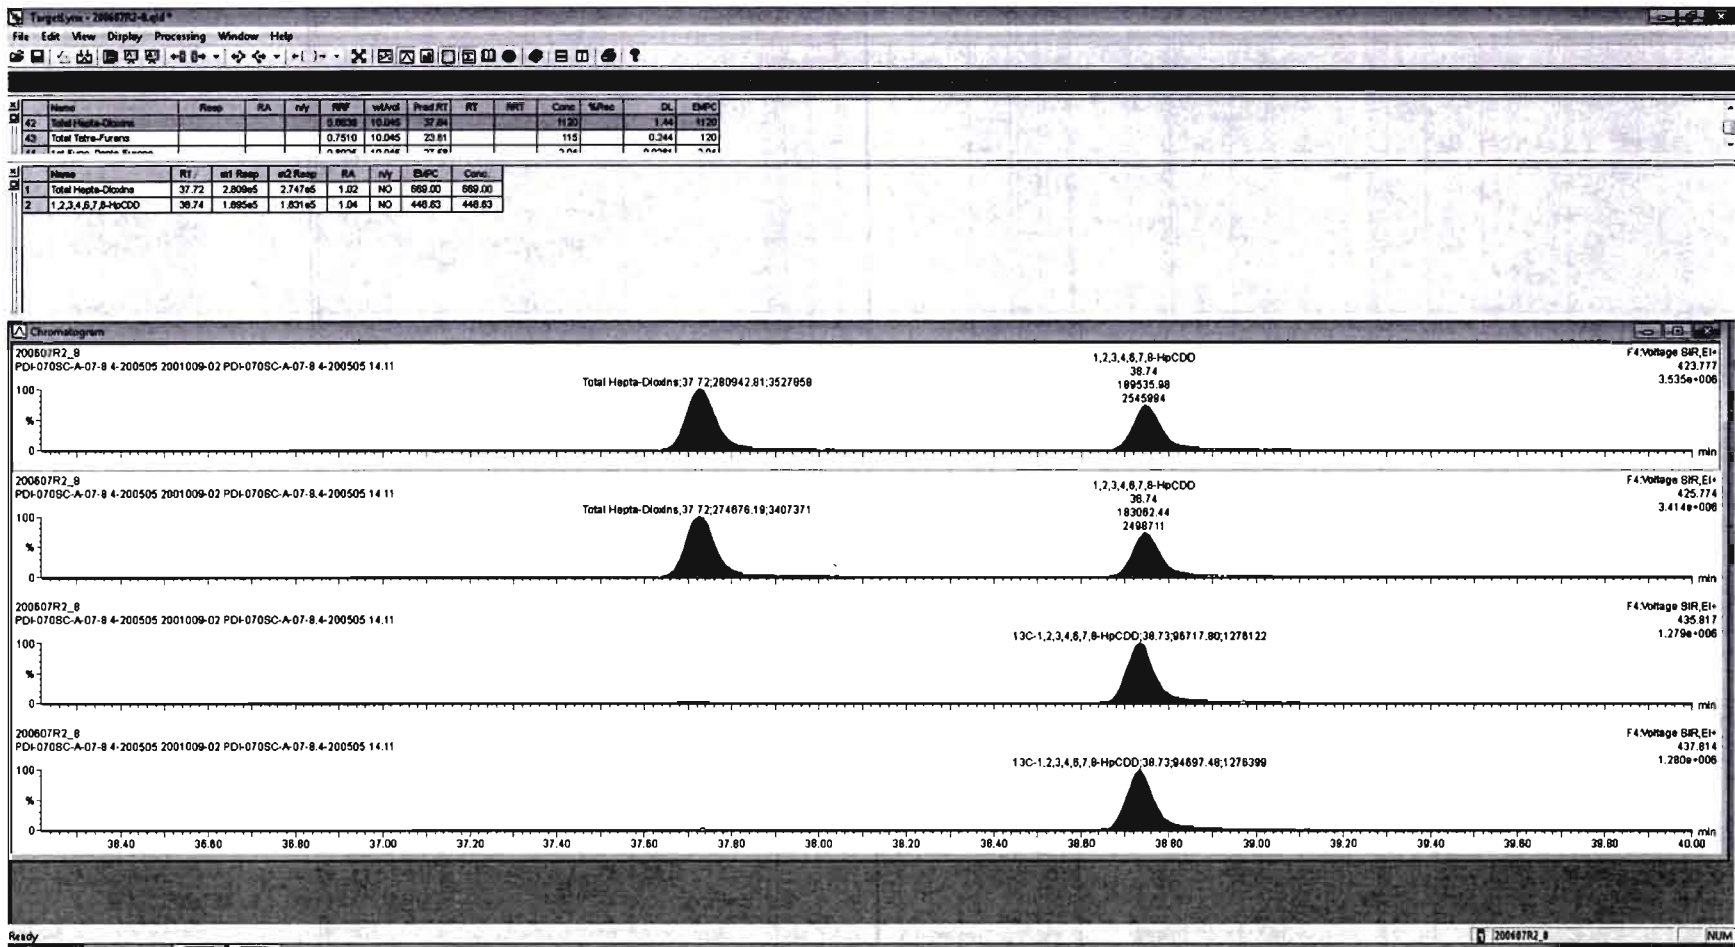 TargetLynx - 200607R2-8.qld *
File Edit View Display Processing Window Help
Name Resp RA n/y RRF wt/vol Pred.RT RT RRT Conc %Rec DL EMPC
42 Total Hepta-Dioxins 10.045 37.84 1120 1.44 1120
43 Total Tetra-Furans 0.7510 10.045 23.61 115 0.244 120
Name RT m1 Resp m2 Resp RA n/y EMPC Conc.
1 Total Hepta-Dioxins 37.72 2.809e5 2.747e5 1.02 NO 669.00 669.00
2 1,2,3,4,6,7,8-HpCDD 38.74 1.895e5 1.831e5 1.04 NO 448.63 448.63
Chromatogram
200607R2_8
PDI-070SC-A-07-8 4-200505 2001009-02 PDI-070SC-A-07-8 4-200505 14.11
F4:Voltage SIR,EI+
423.777
3.535e+006
Total Hepta-Dioxins;37.72;280942.81;3527858
1,2,3,4,6,7,8-HpCDD
38.74
189535.98
2545994
100
%
0
min
200607R2_8
PDI-070SC-A-07-8 4-200505 2001009-02 PDI-070SC-A-07-8.4-200505 14.11
F4:Voltage SIR,EI+
425.774
3.414e+006
Total Hepta-Dioxins;37.72;274676.19;3407371
1,2,3,4,6,7,8-HpCDD
38.74
183062.44
2498711
100
%
0
min
200607R2_8
PDI-070SC-A-07-8 4-200505 2001009-02 PDI-070SC-A-07-8.4-200505 14.11
F4:Voltage SIR,EI+
435.817
1.279e+006
13C-1,2,3,4,6,7,8-HpCDD;38.73;96717.80;1278122
100
%
0
min
200607R2_8
PDI-070SC-A-07-8 4-200505 2001009-02 PDI-070SC-A-07-8.4-200505 14.11
F4:Voltage SIR,EI+
437.814
1.280e+006
13C-1,2,3,4,6,7,8-HpCDD;38.73;94697.48;1276399
100
%
0
min
36.40 36.60 36.80 37.00 37.20 37.40 37.60 37.80 38.00 38.20 38.40 38.60 38.80 39.00 39.20 39.40 39.60 39.80 40.00
Ready 200607R2_8 NUM